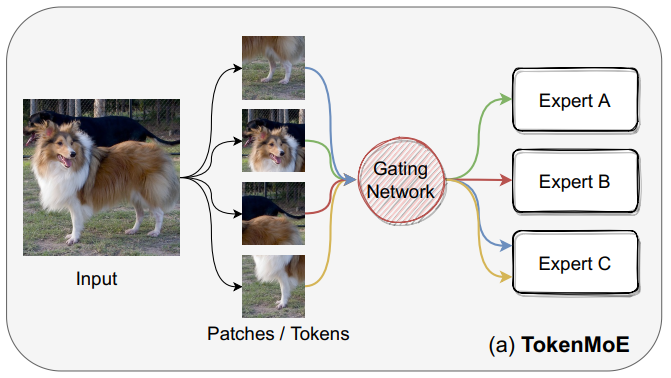 Input
Patches / Tokens
Gating
Network
Expert A
Expert B
Expert C
(a) TokenMoE